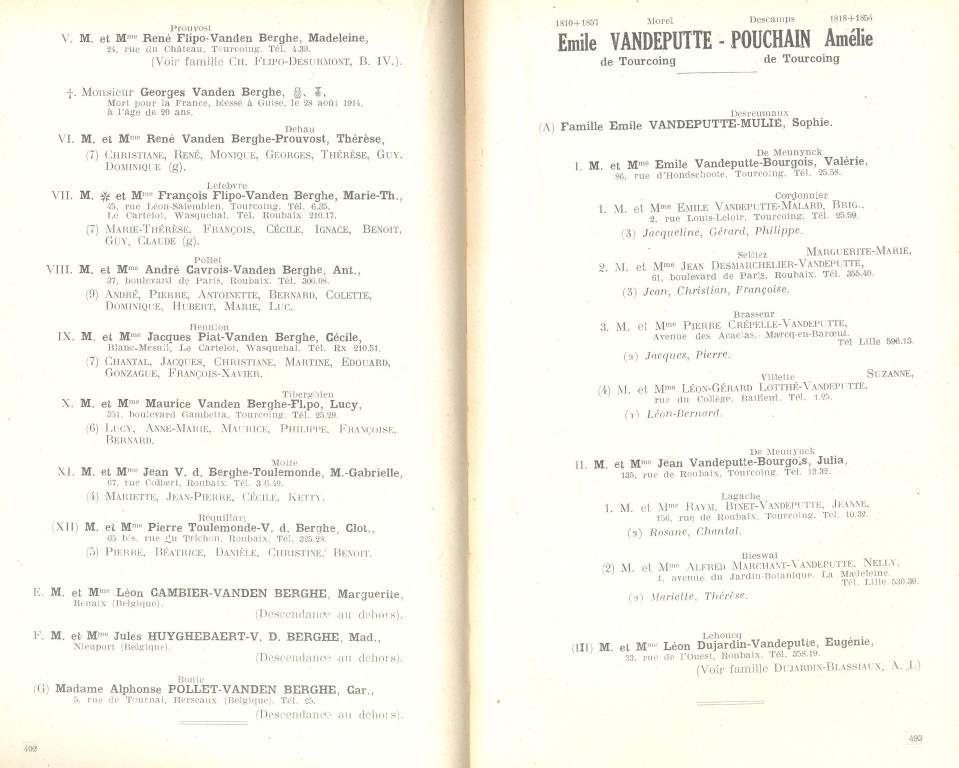 Prouvost
V. M. et Mme René Flipo-Vanden Berghe, Madeleine,
24, rue du Château, Tourcoing. Tél. 4.39.
(Voir famille CH. FLIPO-DESURMONT, B. IV.).
Monsieur Georges Vanden Berghe,
Mort pour la France, blessé à Guise, le 28 août 1914,
à l'âge de 20 ans.
Dehau
VI. M. et Mme René Vanden Berghe-Prouvost, Thérèse,
(7) CHRISTIANE, RENÉ, MONIQUE, GEORGES, THÉRÈSE, GUY,
DOMINIQUE (g).
Lefebvre
VII. M. et Mme François Flipo-Vanden Berghe, Marie-Th.,
45, rue Léon-Salembien, Tourcoing. Tél. 6.35.
Le Cartelot, Wasquehal. Tél. Roubaix 210.17.
(7) MARIE-THÉRÈSE, FRANÇOIS, CÉCILE, IGNACE, BENOIT,
GUY, CLAUDE (g).
Pollet
VIII. M. et Mme André Cavrois-Vanden Berghe, Ant.,
37, boulevard de Paris, Roubaix. Tél. 306.08.
(9) ANDRÉ, PIERRE, ANTOINETTE, BERNARD, COLETTE,
DOMINIQUE, HUBERT, MARIE, LUC.
Hennion
IX. M. et Mme Jacques Piat-Vanden Berghe, Cécile,
Blanc-Mesnil, Le Cartelot, Wasquehal. Tél. Rx 210.51.
(7) CHANTAL, JACQUES, CHRISTIANE, MARTINE, EDOUARD,
GONZAGUE, FRANÇOIS-XAVIER.
Tiberghien
X. M. et Mme Maurice Vanden Berghe-Flipo, Lucy,
351, boulevard Gambetta, Tourcoing. Tél. 25.29.
(6) LUCY, ANNE-MARIE, MAURICE, PHILIPPE, FRANÇOISE,
BERNARD.
Motte
XI. M. et Mme Jean V. d. Berghe-Toulemonde, M.-Gabrielle,
67, rue Colbert, Roubaix. Tél.
(4) MARIETTE, JEAN-PIERRE, CÉCILE, KETTY.
Réquillart
(XII) M. et Mme Pierre Toulemonde-V. d. Berghe, Clot.,
65 bis, rue du Trichon, Roubaix. Tél. 325.28.
(5) PIERRE, BÉATRICE, DANIÈLE, CHRISTINE, BENOIT.
E. M. et Mme Léon CAMBIER-VANDEN BERGHE, Marguerite,
Renaix (Belgique).
(Descendance au dehors).
F. M. et Mme Jules HUYGHEBAERT-V. D. BERGHE, Mad.,
Nieuport (Belgique).
(Descendance au dehors).
Bonte
(G) Madame Alphonse POLLET-VANDEN BERGHE, Car.,
5, rue de Tournai, Herseaux (Belgique). Tél. 25.
(Descendance au dehors).
492
1810+1857 Morel Descamps 1818+1854
Emile VANDEPUTTE - POUCHAIN Amélie
de Tourcoing de Tourcoing
Desreumaux
(A) Famille Emile VANDEPUTTE-MULIÉ, Sophie.
De Meunynck
I. M. et Mme Emile Vandeputte-Bourgois, Valérie,
86, rue d'Hondschoote, Tourcoing. Tél. 25.58.
Cordonnier
1. M. et Mme EMILE VANDEPUTTE-MALARD, BRIG.,
2, rue Louis-Leloir, Tourcoing. Tél. 25.59.
(3) Jacqueline, Gérard, Philippe.
Seliiez MARGUERITE-MARIE,
2. M. et Mme JEAN DESMARCHELIER-VANDEPUTTE,
61, boulevard de Paris, Roubaix. Tél. 355.40.
(3) Jean, Christian, Françoise.
Brasseur
3. M. et Mme PIERRE CRÉPELLE-VANDEPUTTE,
Avenue des Acacias, Marcq-en-Barœul.
Tél Lille 596.13.
(2) Jacques, Pierre.
Villette SUZANNE,
(4) M. et Mme LÉON-GÉRARD LOTTHÉ-VANDEPUTTE,
rue du Collège, Bailleul. Tél. 1.25.
(1) Léon-Bernard.
De Meunynck
II. M. et Mme Jean Vandeputte-Bourgois, Julia,
135, rue de Roubaix, Tourcoing. Tél. 12.32.
Lagache
1. M. et Mme RAYM. BINET-VANDEPUTTE, JEANNE,
156, rue de Roubaix, Tourcoing. Tél. 10.32.
(2) Rosane, Chantal.
Bieswal
(2) M. et Mme ALFRED MARCHANT-VANDEPUTTE, NELLY,
1, avenue du Jardin-Botanique, La Madeleine.
Tél. Lille 530.39.
(2) Mariette, Thérèse.
Lehoucq
(III) M. et Mme Léon Dujardin-Vandeputte, Eugénie,
33, rue de l'Ouest, Roubaix. Tél. 358.19.
(Voir famille DUJARDIN-BLASSIAUX, A. I.)
493